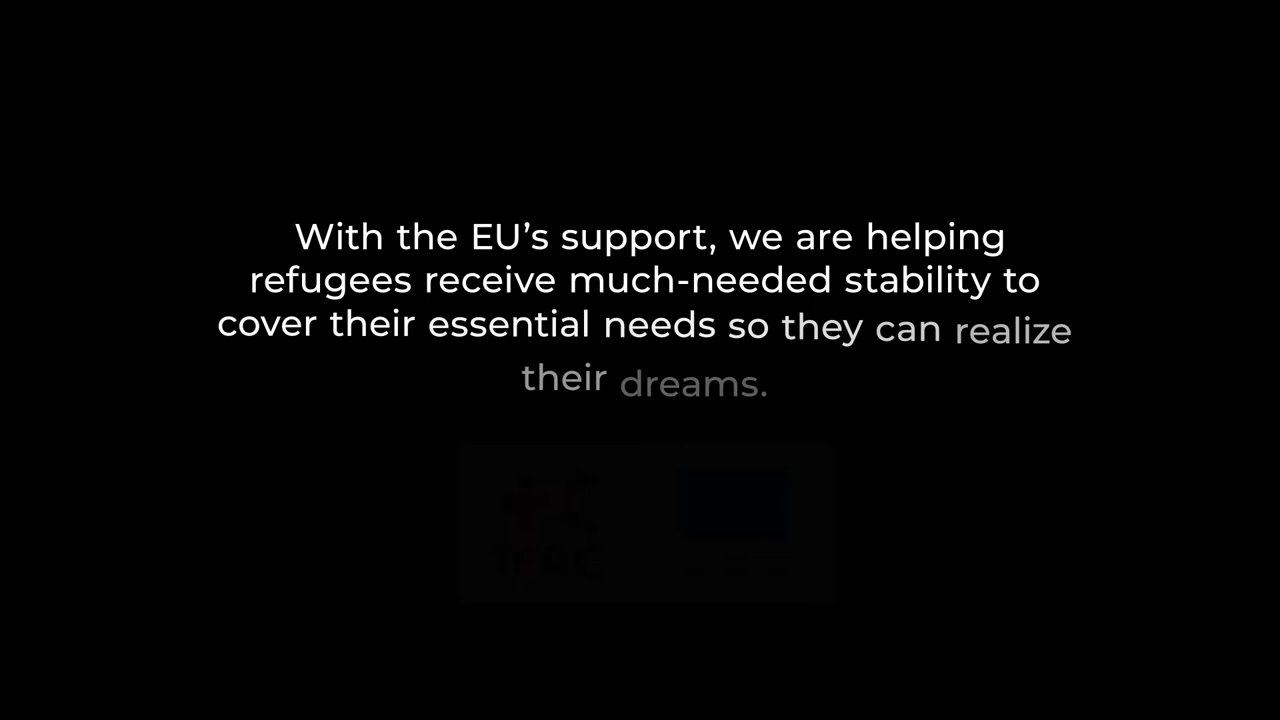 With the EU’s support, we are helping
refugees receive much-needed stability to
cover their essential needs so they can realize
their dreams.